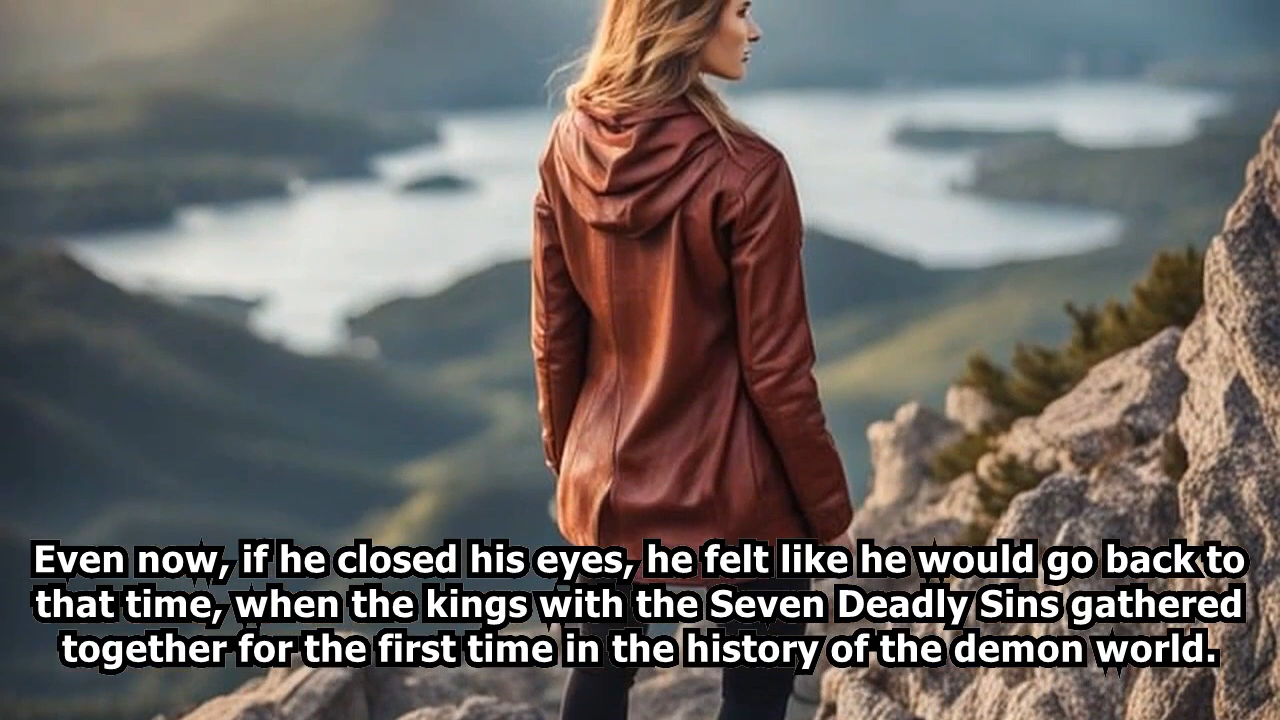 Even now, if he closed his eyes, he felt like he would go back to
that time, when the kings with the Seven Deadly Sins gathered
together for the first time in the history of the demon world.